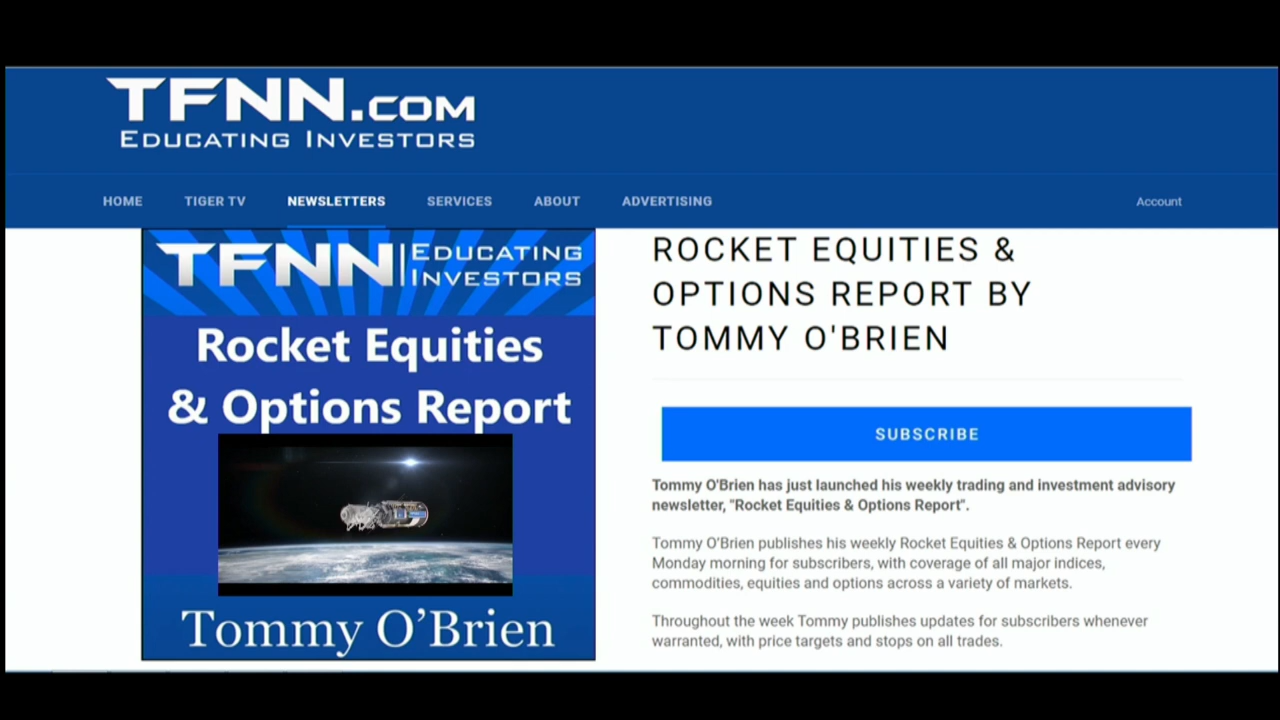 TFNN.COM
EDUCATING INVESTORS
HOME TIGER TV NEWSLETTERS SERVICES ABOUT ADVERTISING Account
TFNN EDUCATING
INVESTORS
Rocket Equities
& Options Report
Tommy O’Brien
ROCKET EQUITIES &
OPTIONS REPORT BY
TOMMY O'BRIEN
SUBSCRIBE
Tommy O'Brien has just launched his weekly trading and investment advisory
newsletter, "Rocket Equities & Options Report".
Tommy O'Brien publishes his weekly Rocket Equities & Options Report every
Monday morning for subscribers, with coverage of all major indices,
commodities, equities and options across a variety of markets.
Throughout the week Tommy publishes updates for subscribers whenever
warranted, with price targets and stops on all trades.